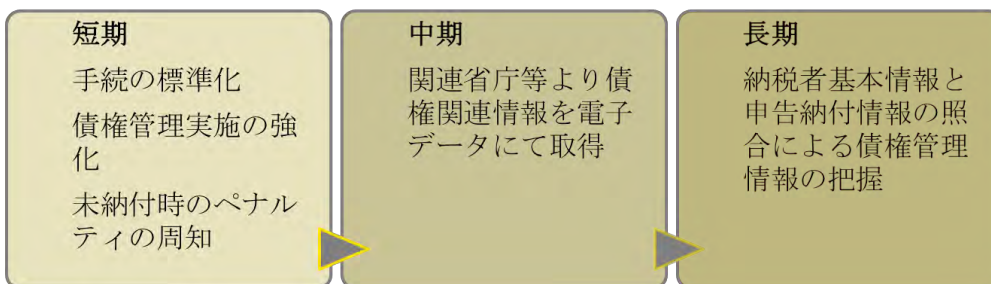 短期
手続の標準化
債権管理実施の強
化
未納付時のペナル
ティの周知
中期
関連省庁等より債
権関連情報を電子
データにて取得
長期
納税者基本情報と
申告納付情報の照
合による債権管理
情報の把握